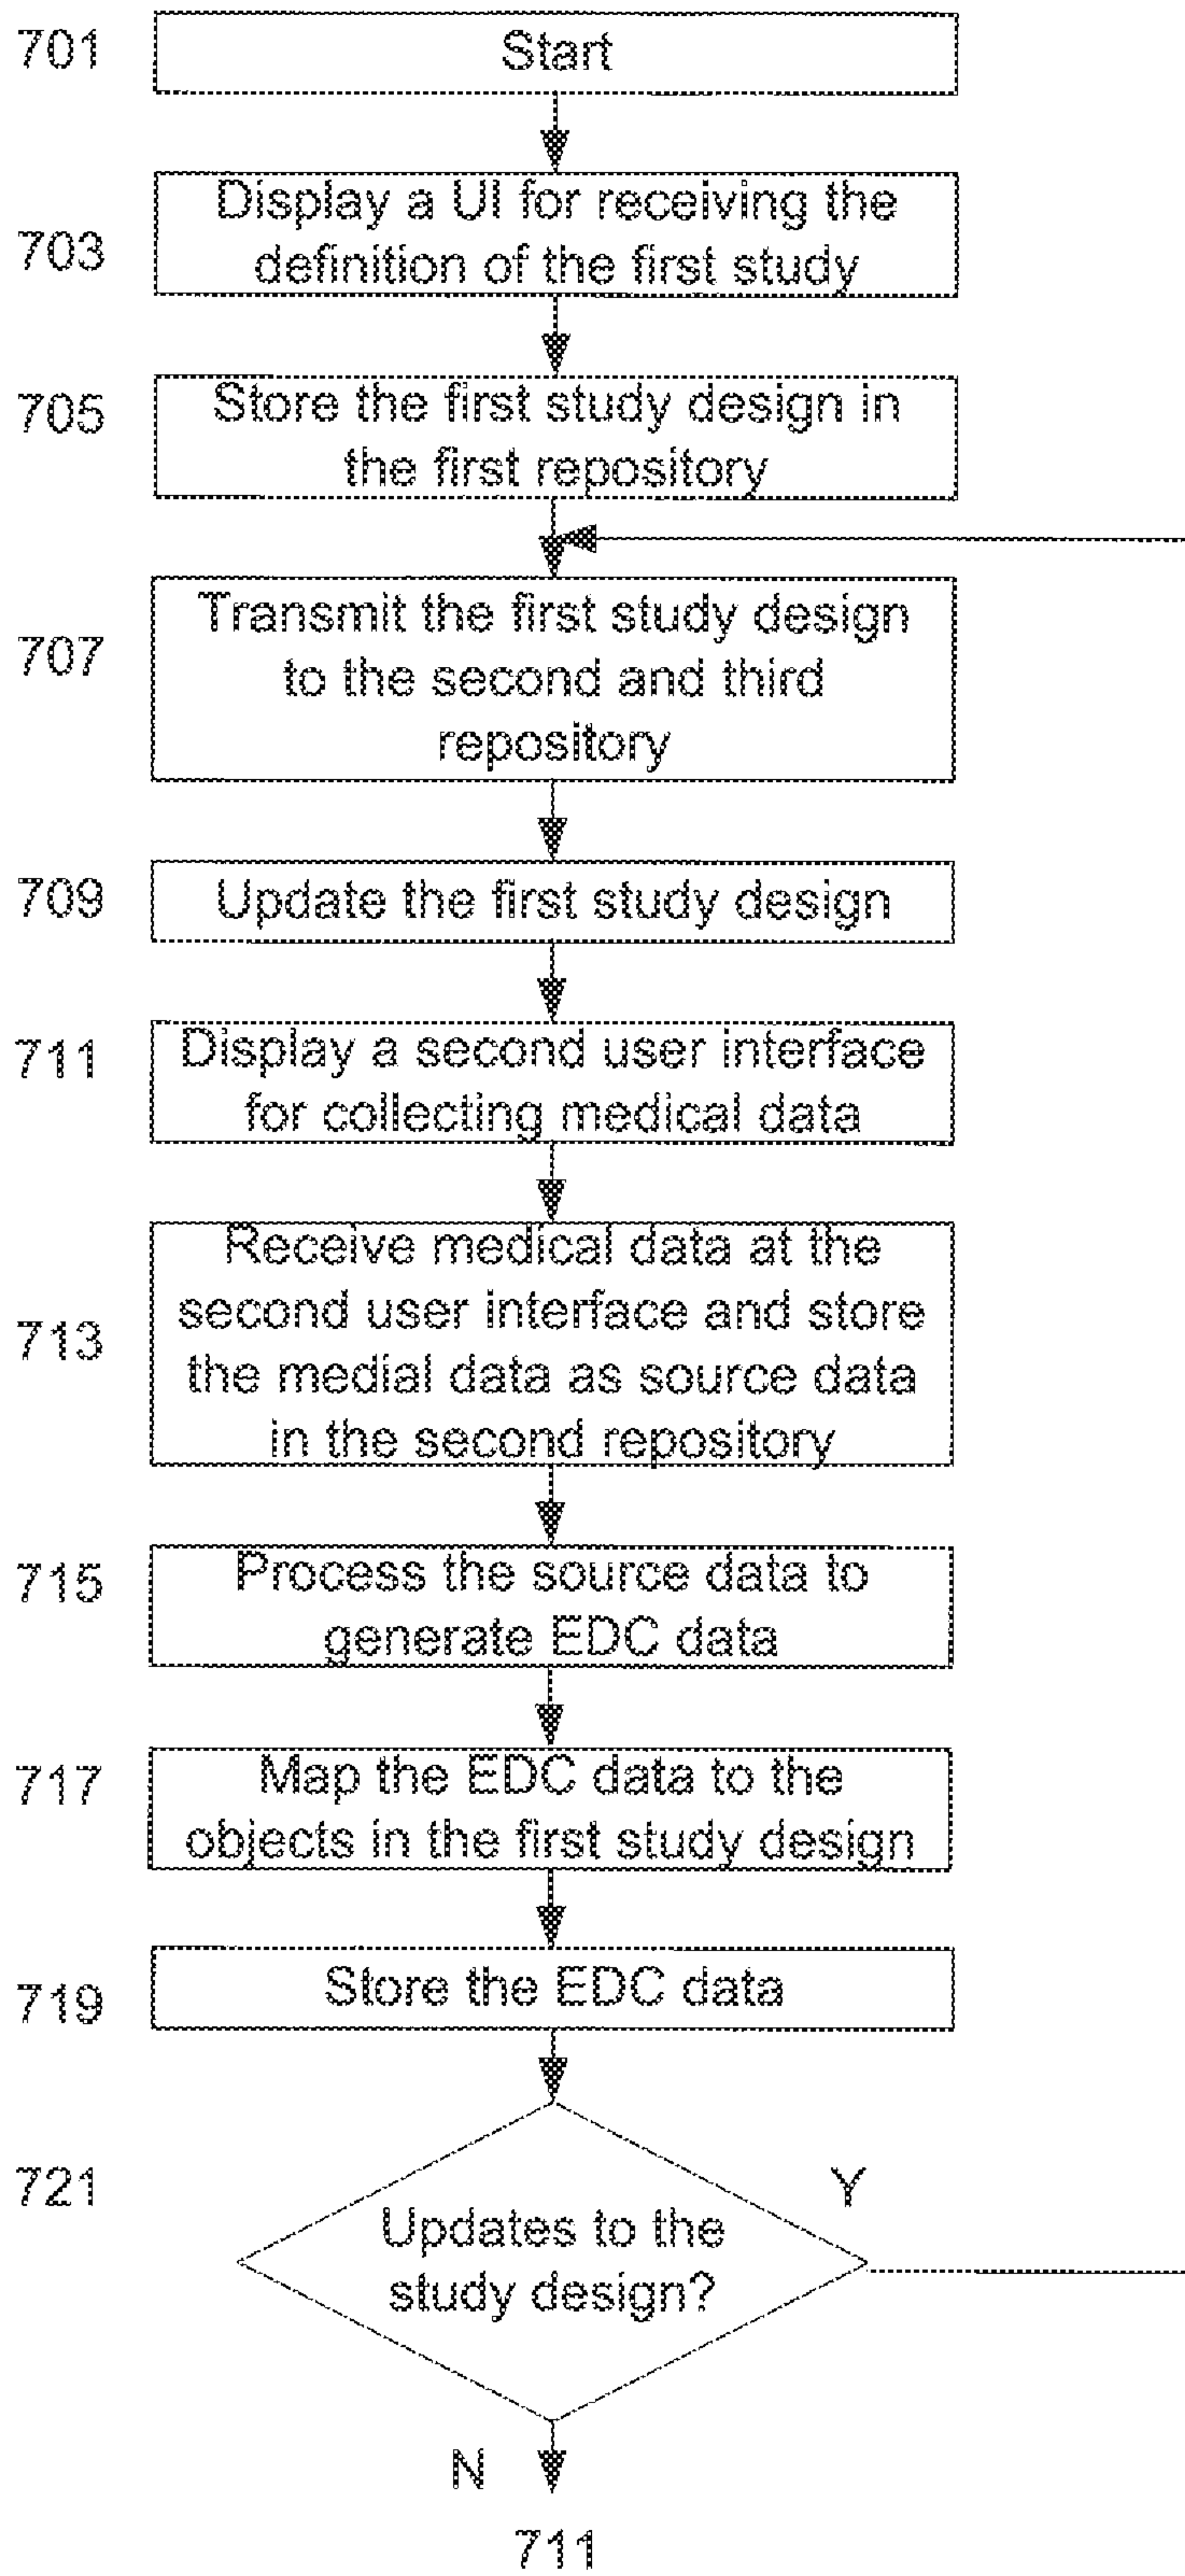 701
Start
703
Display a UI for receiving the
definition of the first study
705
Store the first study design in
the first repository
707
Transmit the first study design
to the second and third
repository
709
Update the first study design
711
Display a second user interface
for collecting medical data
713
Receive medical data at the
second user interface and store
the medial data as source data
in the second repository
715
Process the source data to
generate EDC data
717
Map the EDC data to the
objects in the first study design
719
Store the EDC data
721
Y
Updates to the
study design?
N
711